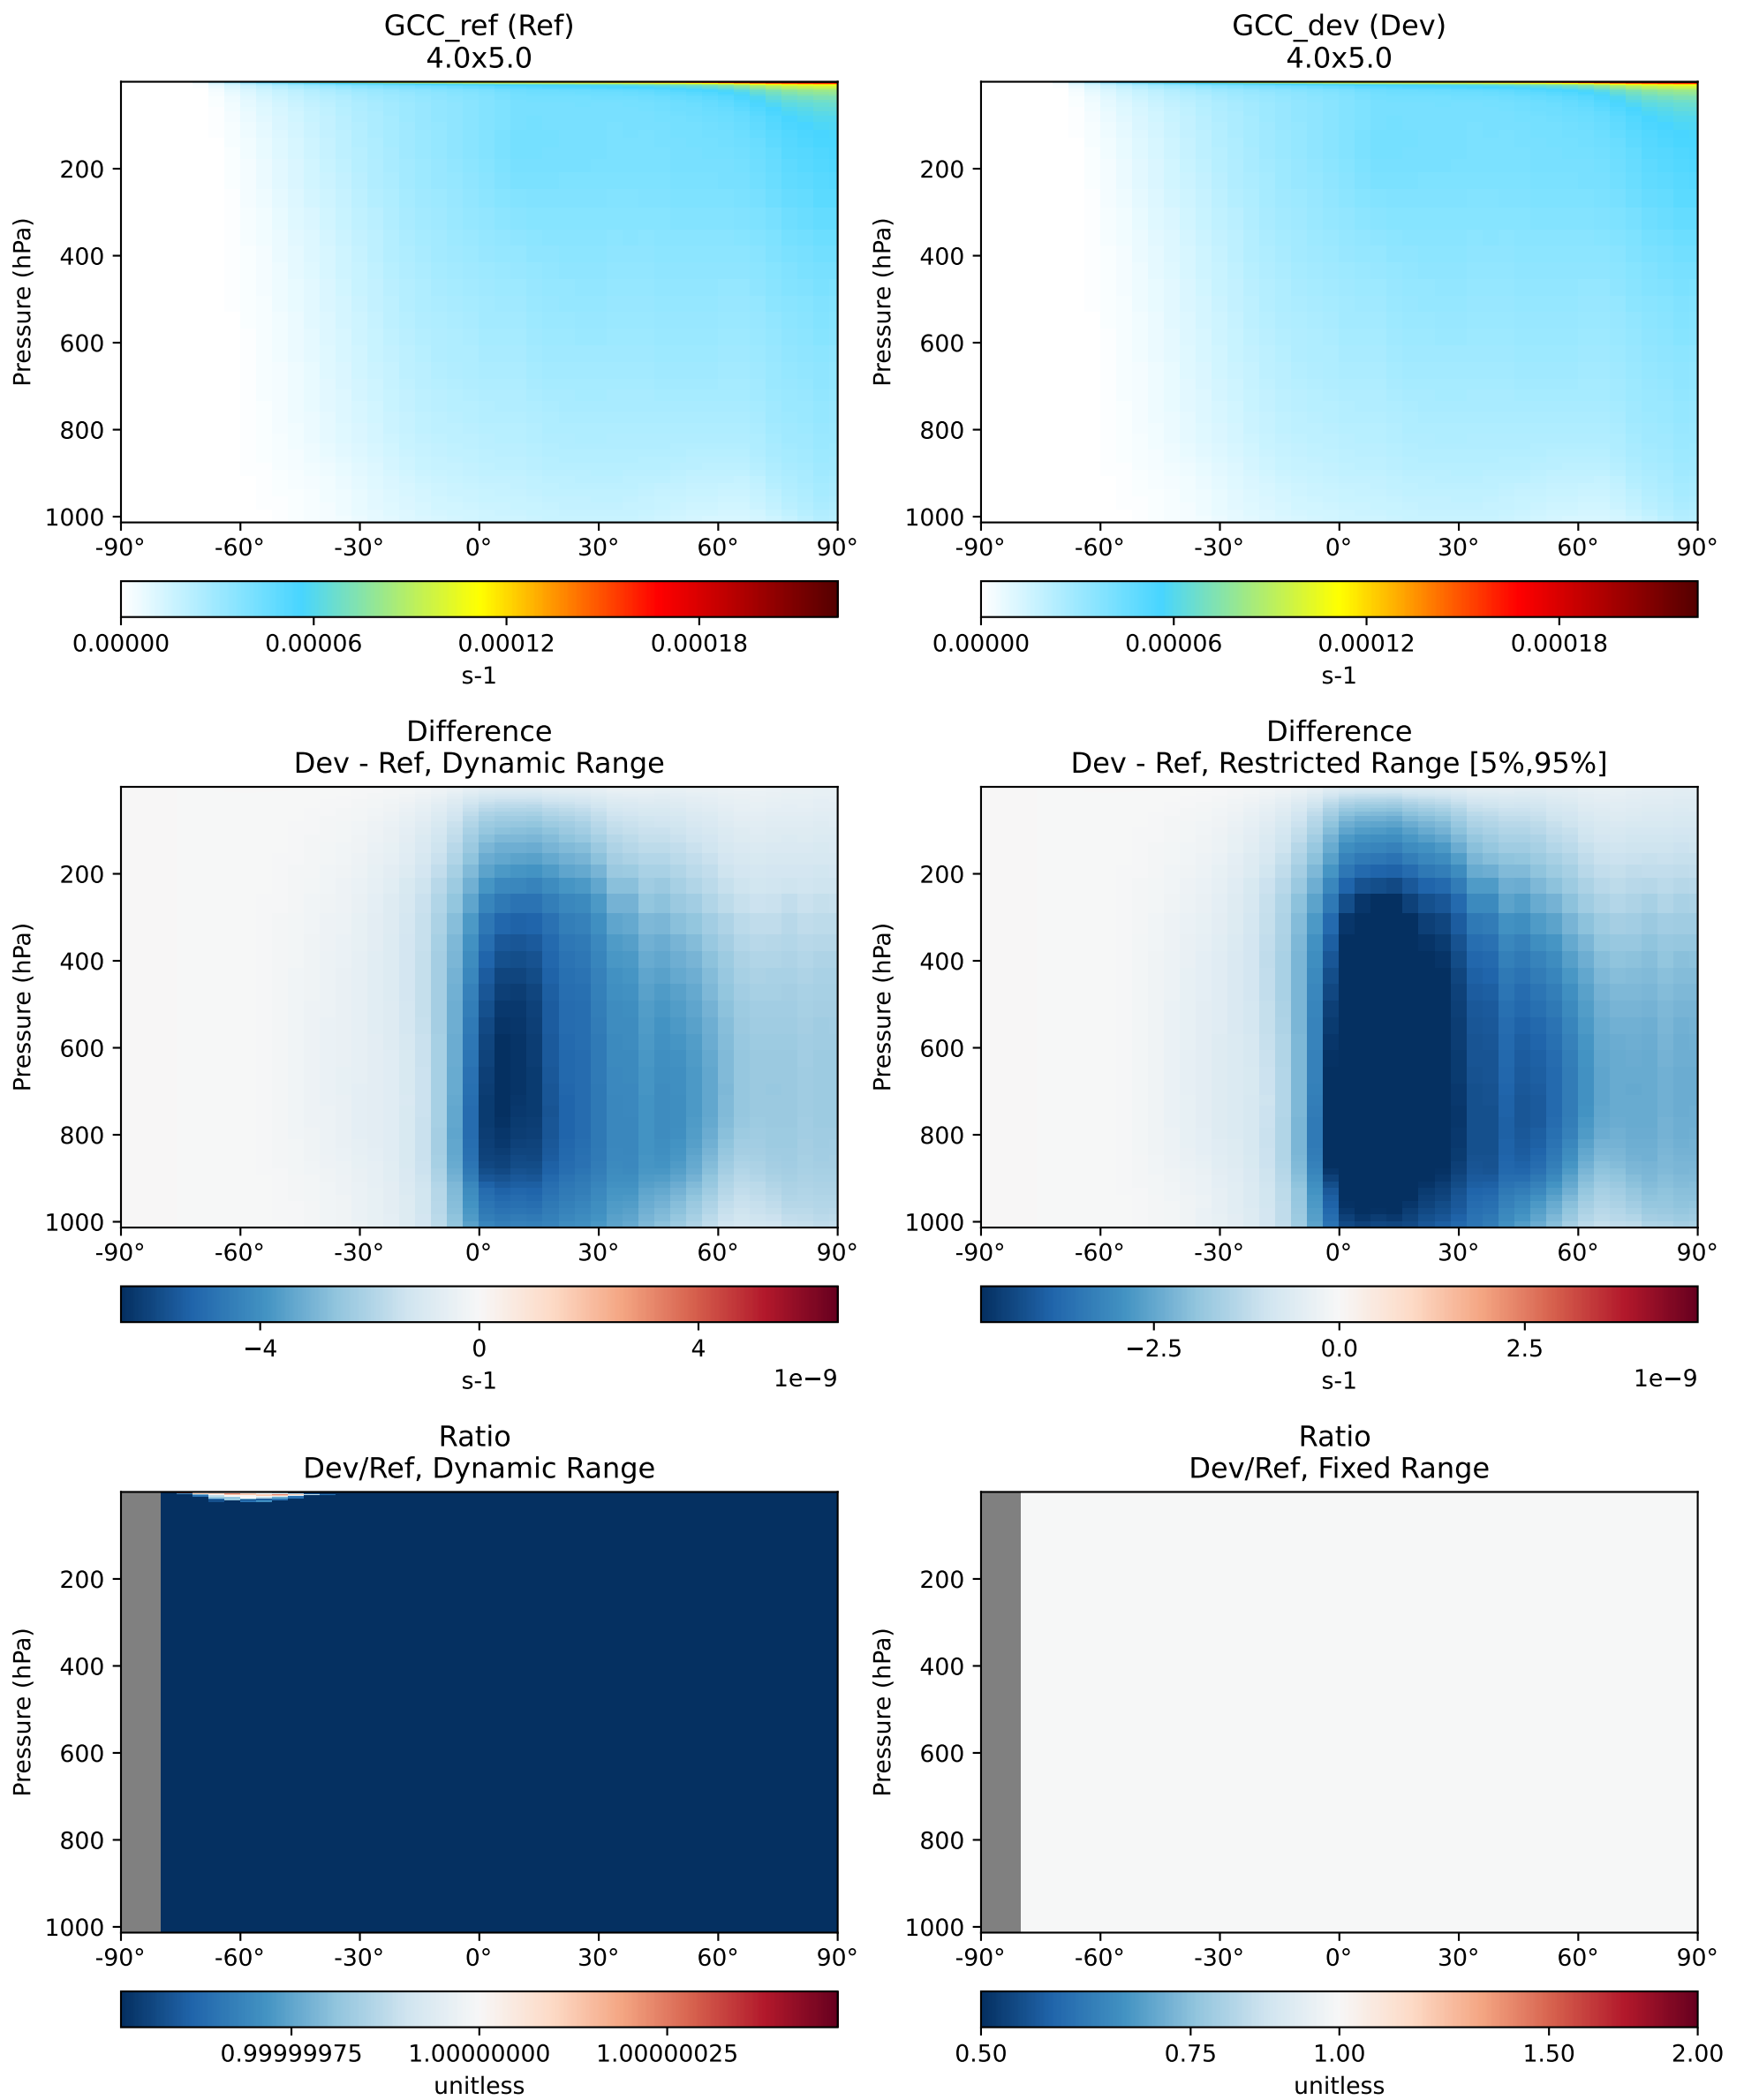 GCC_ref (Ref)
4.0x5.0
Pressure (hPa)
200
400
600
800
1000
-90° -60° -30° 0° 30° 60° 90°
0.00000 0.00006 0.00012 0.00018
s-1
GCC_dev (Dev)
4.0x5.0
Pressure (hPa)
200
400
600
800
1000
-90° -60° -30° 0° 30° 60° 90°
0.00000 0.00006 0.00012 0.00018
s-1
Difference
Dev - Ref, Dynamic Range
Pressure (hPa)
200
400
600
800
1000
-90° -60° -30° 0° 30° 60° 90°
−4 0 4
s-1 1e−9
Difference
Dev - Ref, Restricted Range [5%,95%]
Pressure (hPa)
200
400
600
800
1000
-90° -60° -30° 0° 30° 60° 90°
−2.5 0.0 2.5
s-1 1e−9
Ratio
Dev/Ref, Dynamic Range
Pressure (hPa)
200
400
600
800
1000
-90° -60° -30° 0° 30° 60° 90°
0.99999975 1.00000000 1.00000025
unitless
Ratio
Dev/Ref, Fixed Range
Pressure (hPa)
200
400
600
800
1000
-90° -60° -30° 0° 30° 60° 90°
0.50 0.75 1.00 1.50 2.00
unitless